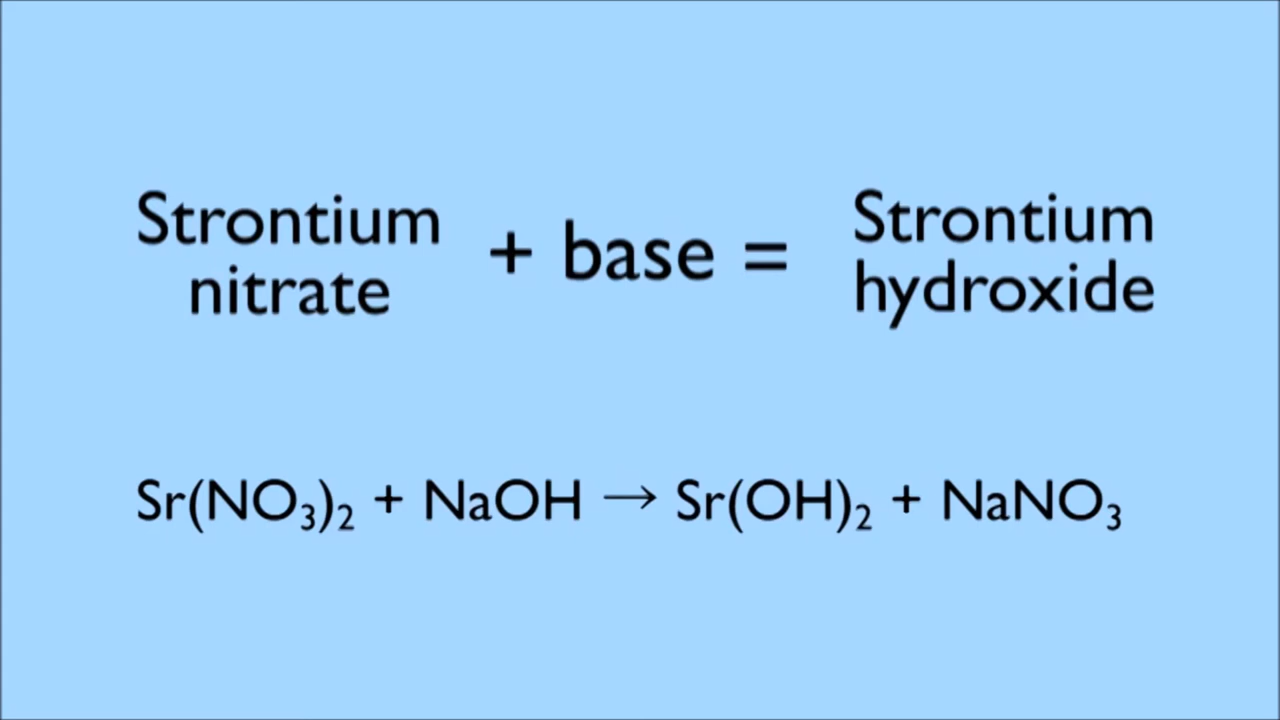 Strontium
nitrate
+ base =
Strontium
hydroxide
Sr(NO₃)₂ + NaOH → Sr(OH)₂ + NaNO₃